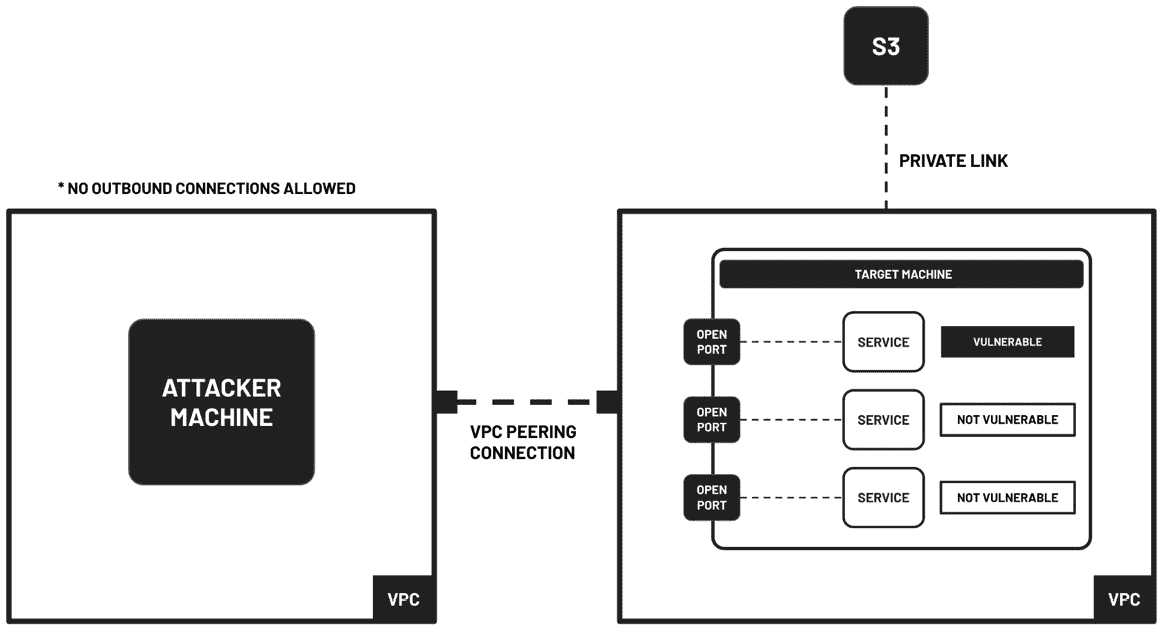 S3
PRIVATE LINK
* NO OUTBOUND CONNECTIONS ALLOWED
ATTACKER
MACHINE
VPC
VPC PEERING
CONNECTION
TARGET MACHINE
OPEN
PORT
SERVICE
VULNERABLE
OPEN
PORT
SERVICE
NOT VULNERABLE
OPEN
PORT
SERVICE
NOT VULNERABLE
VPC